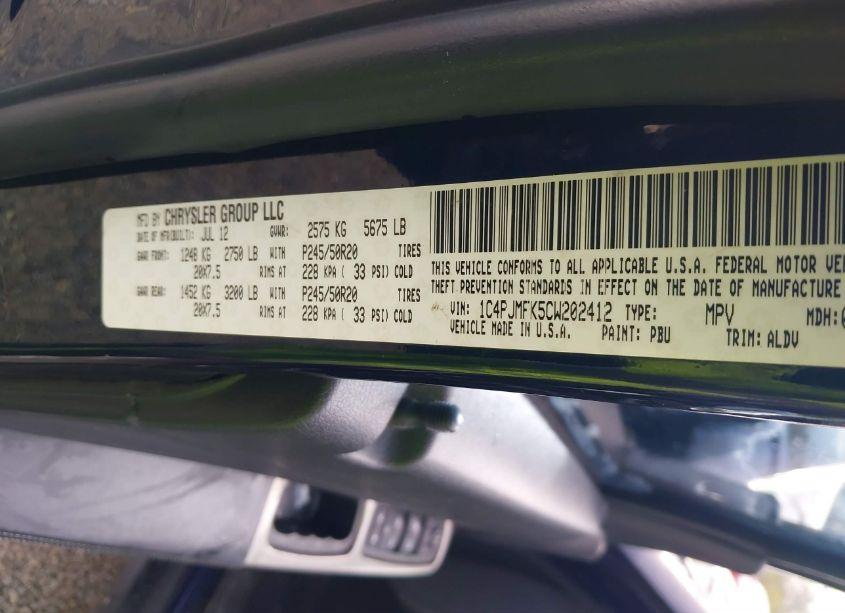 MFD BY CHRYSLER GROUP LLC
DATE OF MFR(BUILT): JUL 12 GVWR: 2575 KG 5675 LB
GAWR FRONT: 1248 KG 2750 LB WITH P245/50R20 TIRES
20X7.5 RIMS AT 228 KPA ( 33 PSI) COLD
GAWR REAR: 1452 KG 3200 LB WITH P245/50R20 TIRES
20X7.5 RIMS AT 228 KPA ( 33 PSI) COLD
THIS VEHICLE CONFORMS TO ALL APPLICABLE U.S.A. FEDERAL MOTOR VEH
THEFT PREVENTION STANDARDS IN EFFECT ON THE DATE OF MANUFACTURE
VIN: 1C4PJMFK5CW202412 TYPE: MPV MDH:
VEHICLE MADE IN U.S.A. PAINT: PBU TRIM: ALDV